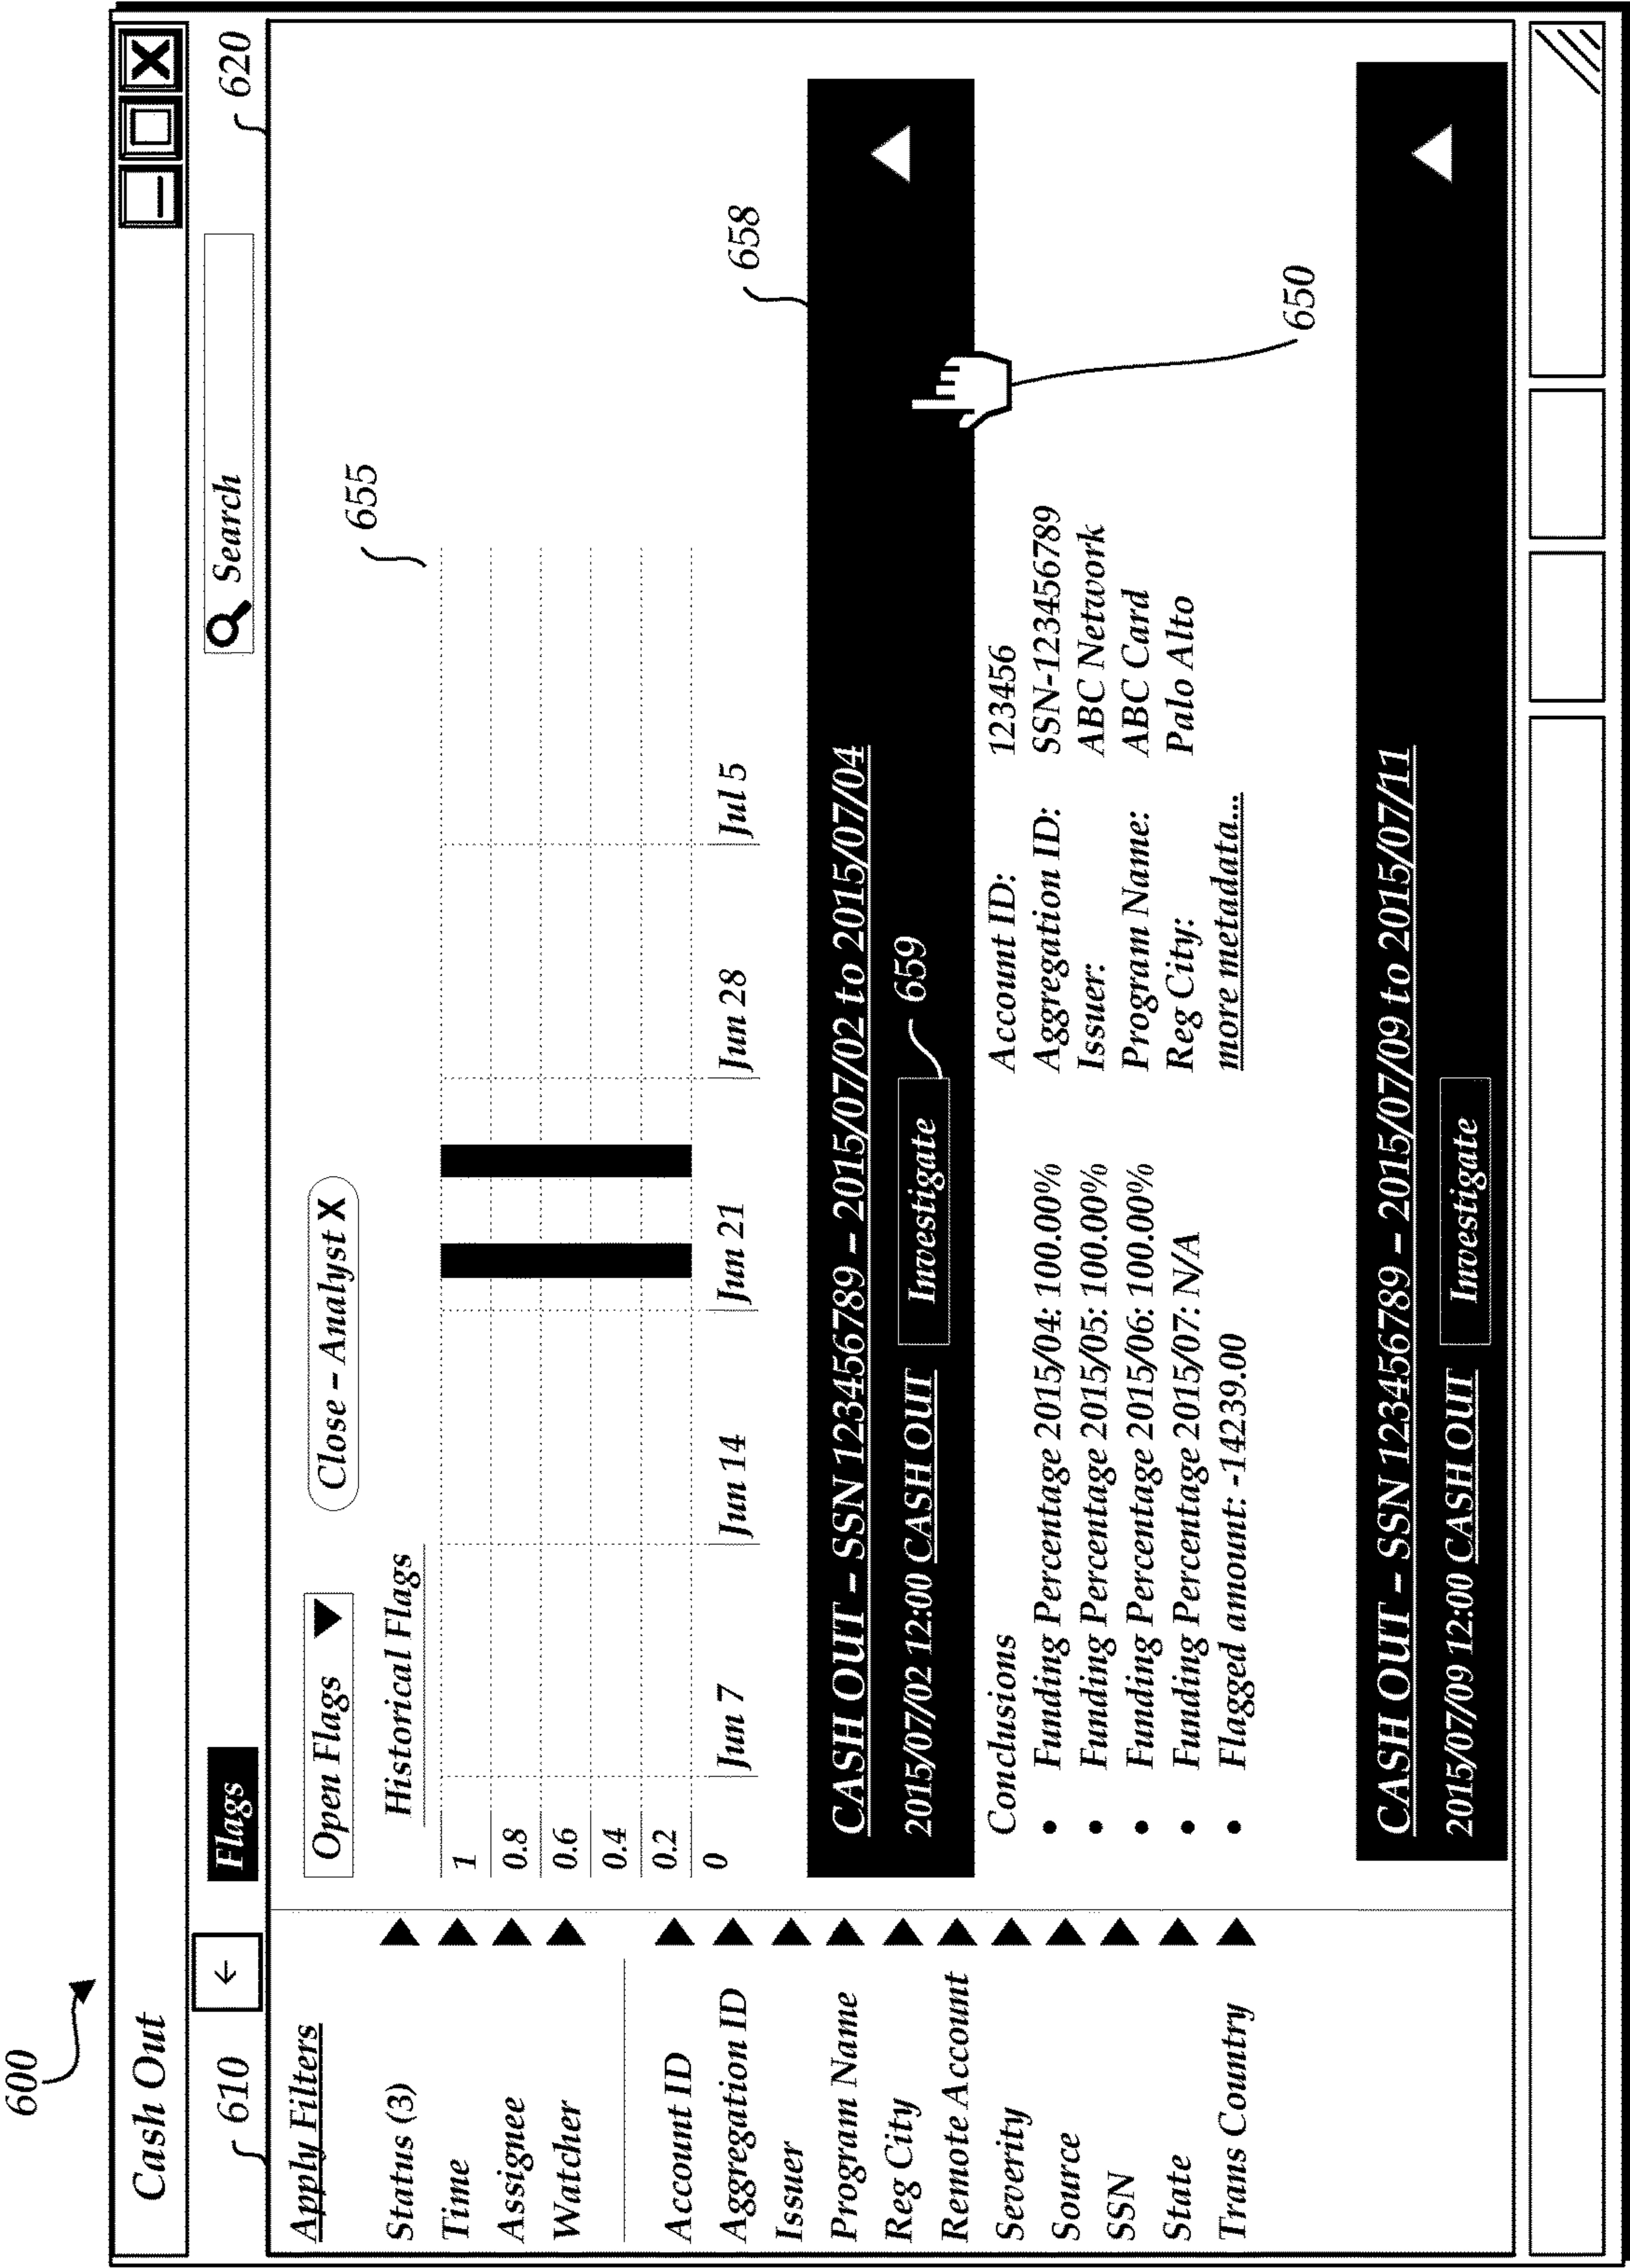 600
Cash Out
X
610
←
Flags
Search
620
Apply Filters
Status (3)
Time
Assignee
Watcher
Account ID
Aggregation ID
Issuer
Program Name
Reg City
Remote Account
Severity
Source
SSN
State
Trans Country
Open Flags
Close – Analyst X
Historical Flags
655
1
0.8
0.6
0.4
0.2
0
Jun 7
Jun 14
Jun 21
Jun 28
Jul 5
658
CASH OUT – SSN 123456789 – 2015/07/02 to 2015/07/04
2015/07/02 12:00 CASH OUT Investigate 659
Conclusions
• Funding Percentage 2015/04: 100.00%
• Funding Percentage 2015/05: 100.00%
• Funding Percentage 2015/06: 100.00%
• Funding Percentage 2015/07: N/A
• Flagged amount: -14239.00
Account ID: 123456
Aggregation ID: SSN-123456789
Issuer: ABC Network
Program Name: ABC Card
Reg City: Palo Alto
more metadata...
650
CASH OUT – SSN 123456789 – 2015/07/09 to 2015/07/11
2015/07/09 12:00 CASH OUT Investigate